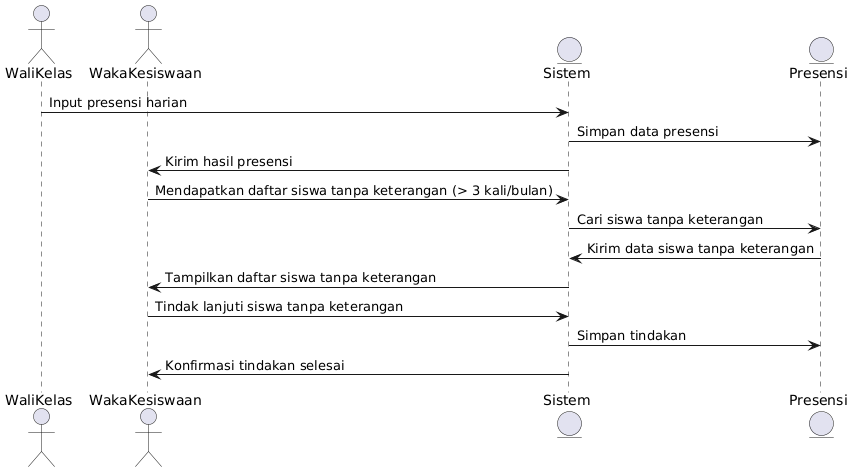 WaliKelas WakaKesiswaan Sistem Presensi
Input presensi harian
Simpan data presensi
Kirim hasil presensi
Mendapatkan daftar siswa tanpa keterangan (> 3 kali/bulan)
Cari siswa tanpa keterangan
Kirim data siswa tanpa keterangan
Tampilkan daftar siswa tanpa keterangan
Tindak lanjuti siswa tanpa keterangan
Simpan tindakan
Konfirmasi tindakan selesai
WaliKelas WakaKesiswaan Sistem Presensi